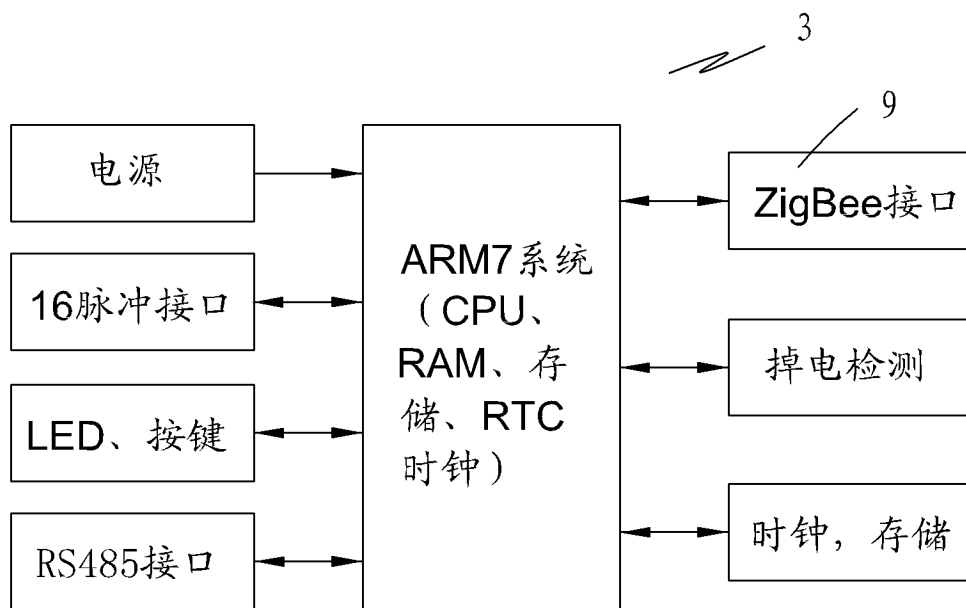 3
9
电源
16脉冲接口
LED、按键
RS485接口
ARM7系统
（CPU、
RAM、存
储、RTC
时钟）
ZigBee接口
掉电检测
时钟，存储